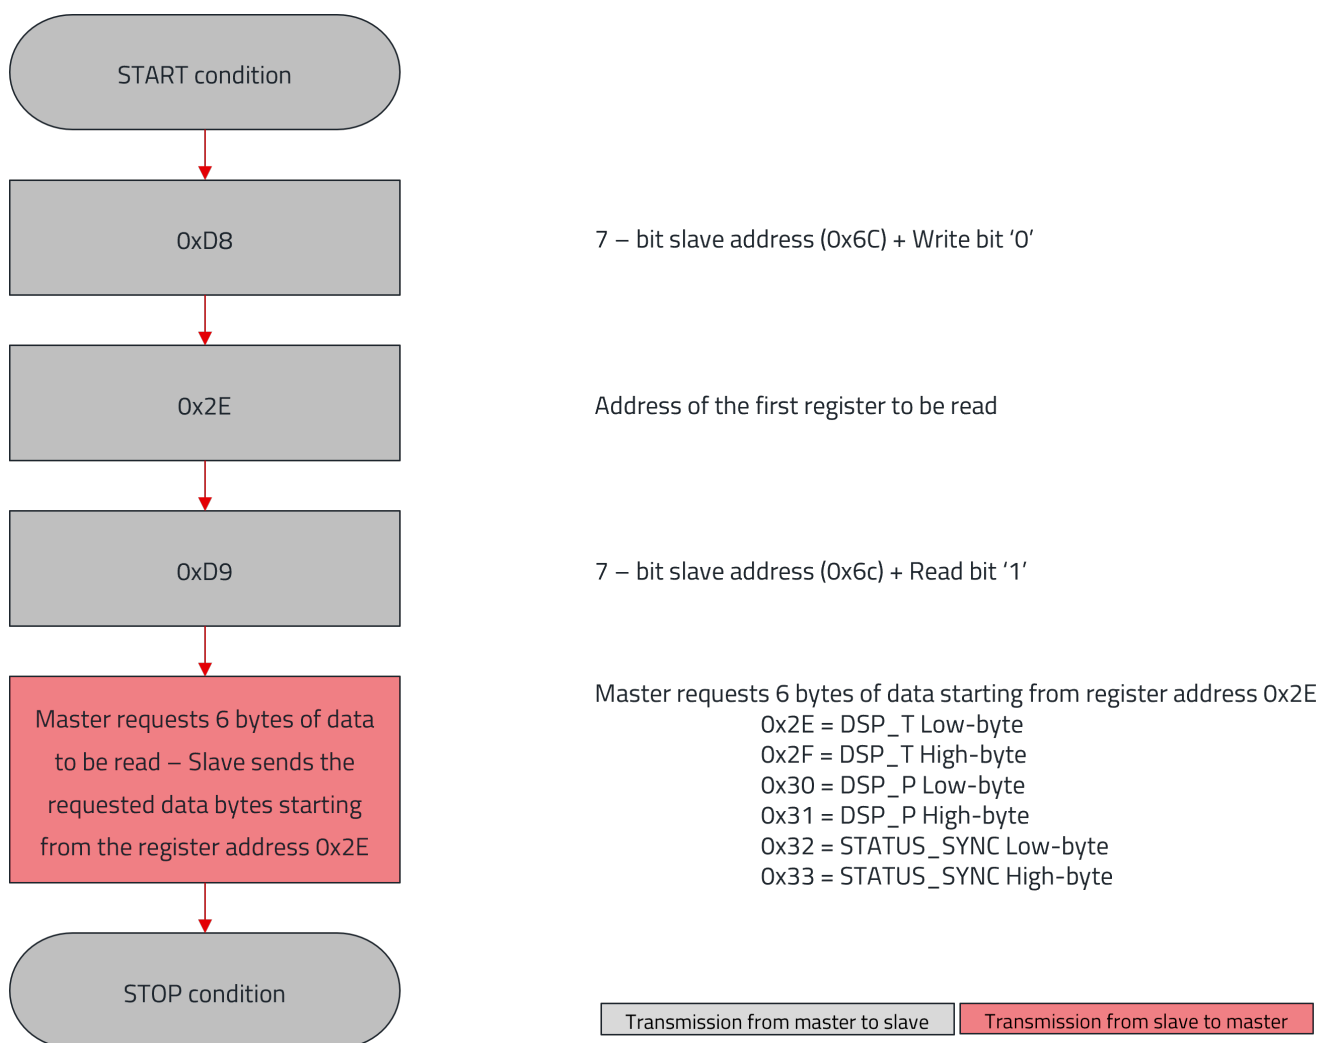 START condition
0xD8
7 – bit slave address (0x6C) + Write bit ‘0’
0x2E
Address of the first register to be read
0xD9
7 – bit slave address (0x6c) + Read bit ‘1’
Master requests 6 bytes of data
to be read – Slave sends the
requested data bytes starting
from the register address 0x2E
Master requests 6 bytes of data starting from register address 0x2E
0x2E = DSP_T Low-byte
0x2F = DSP_T High-byte
0x30 = DSP_P Low-byte
0x31 = DSP_P High-byte
0x32 = STATUS_SYNC Low-byte
0x33 = STATUS_SYNC High-byte
STOP condition
Transmission from master to slave
Transmission from slave to master